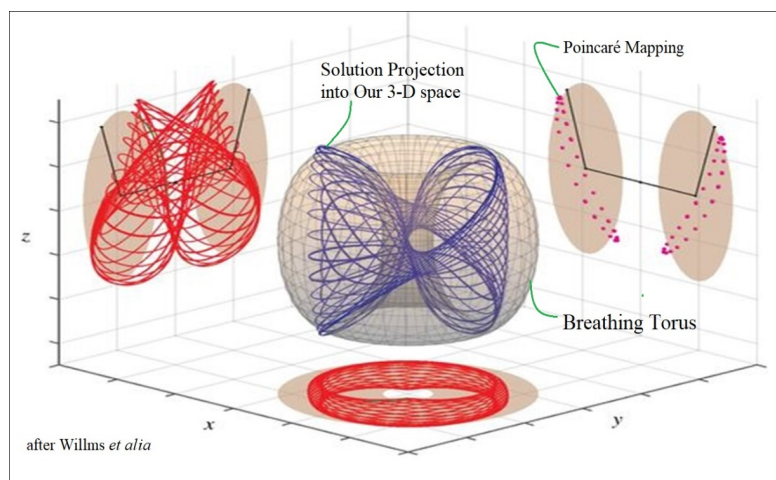 Poincaré Mapping
Solution Projection
into Our 3-D space
z
Breathing Torus
x
y
after Willms et alia